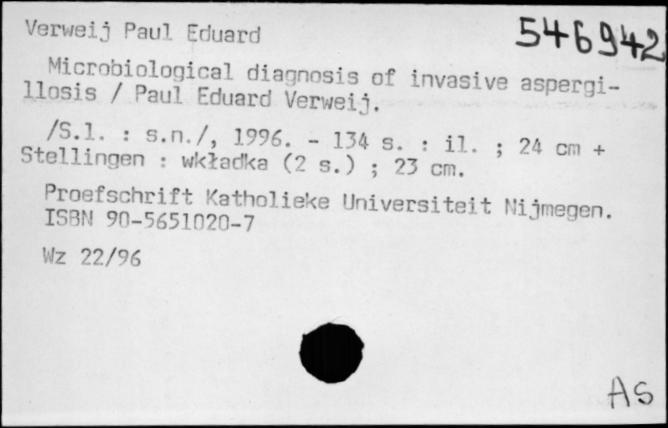 Verweij Paul Eduard
546942
Microbiological diagnosis of invasive aspergi-
llosis / Paul Eduard Verweij.
/S.l. : s.n./, 1996. - 134 s. : il. ; 24 cm +
Stellingen : wkładka (2 s.) ; 23 cm.
Proefschrift Katholieke Universiteit Nijmegen.
ISBN 90-5651020-7
Wz 22/96
AS